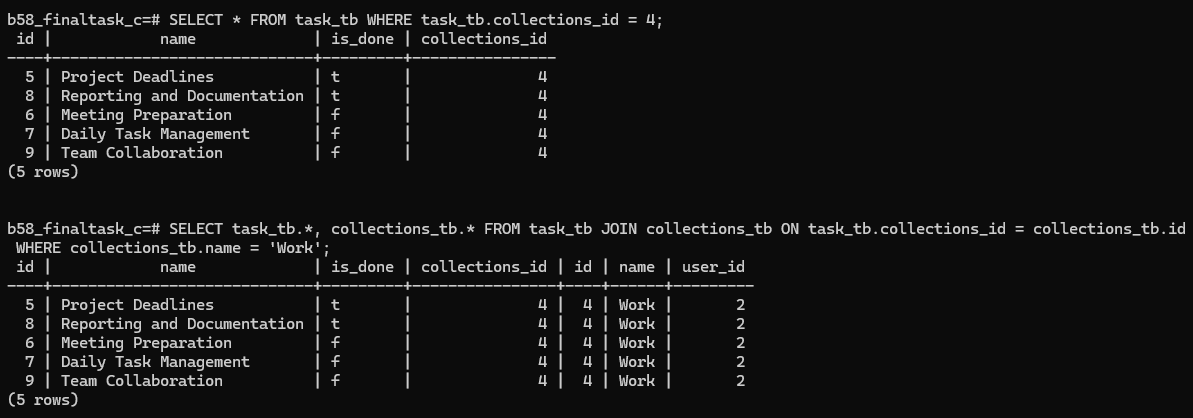 b58_finaltask_c=# SELECT * FROM task_tb WHERE task_tb.collections_id = 4;
 id |            name            | is_done | collections_id
----+----------------------------+---------+----------------
  5 | Project Deadlines          | t       |              4
  8 | Reporting and Documentation | t       |              4
  6 | Meeting Preparation        | f       |              4
  7 | Daily Task Management      | f       |              4
  9 | Team Collaboration         | f       |              4
(5 rows)
b58_finaltask_c=# SELECT task_tb.*, collections_tb.* FROM task_tb JOIN collections_tb ON task_tb.collections_id = collections_tb.id
 WHERE collections_tb.name = 'Work';
 id |            name            | is_done | collections_id | id | name | user_id
----+----------------------------+---------+----------------+----+------+---------
  5 | Project Deadlines          | t       |              4 |  4 | Work |       2
  8 | Reporting and Documentation | t       |              4 |  4 | Work |       2
  6 | Meeting Preparation        | f       |              4 |  4 | Work |       2
  7 | Daily Task Management      | f       |              4 |  4 | Work |       2
  9 | Team Collaboration         | f       |              4 |  4 | Work |       2
(5 rows)